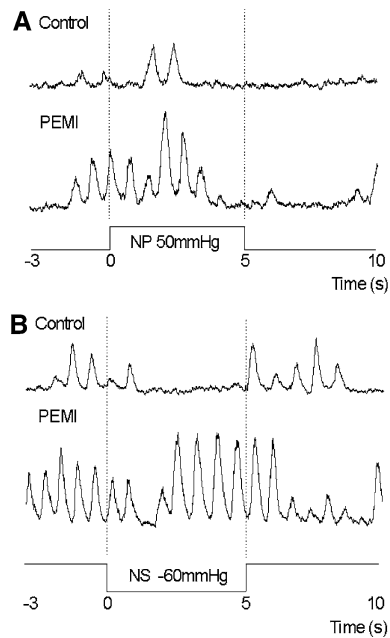 A
Control
PEMI
NP 50mmHg
-3 0 5 10
Time (s)
B
Control
PEMI
NS -60mmHg
-3 0 5 10
Time (s)